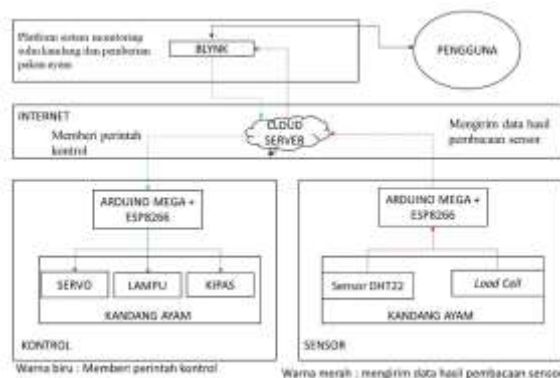 Platform sistem monitoring
suhu kandang dan pemberian
pakan ayam
BLYNK
PENGGUNA
INTERNET
Memberi perintah
kontrol
CLOUD
SERVER
Mengirim data hasil
pembacaan sensor
ARDUINO MEGA +
ESP8266
SERVO
LAMPU
KIPAS
KANDANG AYAM
KONTROL
ARDUINO MEGA +
ESP8266
Sensor DHT22
Load Cell
KANDANG AYAM
SENSOR
Warna biru : Memberi perintah kontrol
Warna merah : mengirim data hasil pembacaan sensor